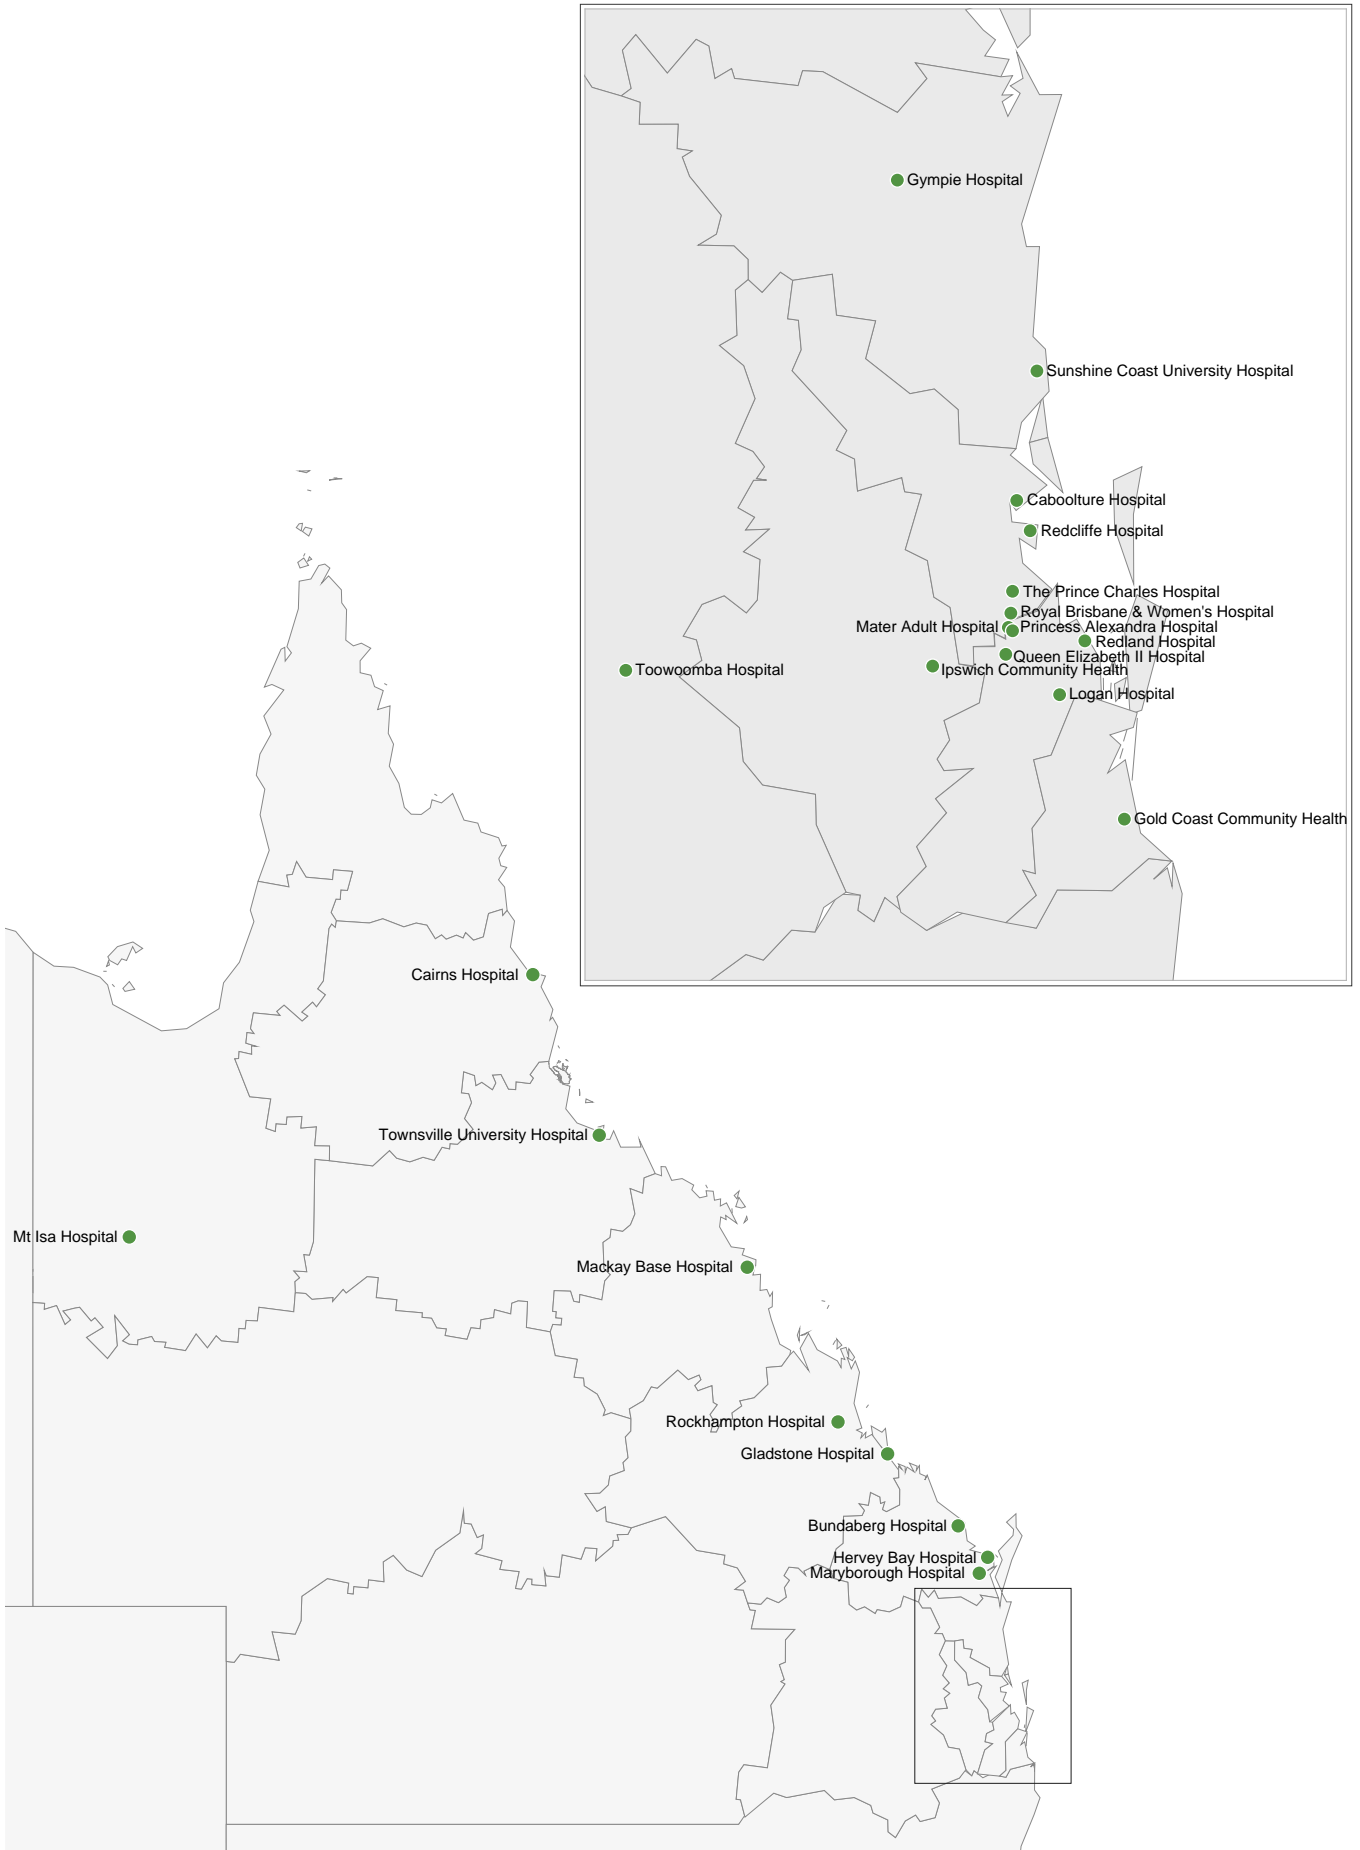 Gympie Hospital
Sunshine Coast University Hospital
Caboolture Hospital
Redcliffe Hospital
The Prince Charles Hospital
Royal Brisbane & Women's Hospital
Mater Adult Hospital
Princess Alexandra Hospital
Redland Hospital
Queen Elizabeth II Hospital
Toowoomba Hospital
Ipswich Community Health
Logan Hospital
Gold Coast Community Health
Cairns Hospital
Townsville University Hospital
Mt Isa Hospital
Mackay Base Hospital
Rockhampton Hospital
Gladstone Hospital
Bundaberg Hospital
Hervey Bay Hospital
Maryborough Hospital